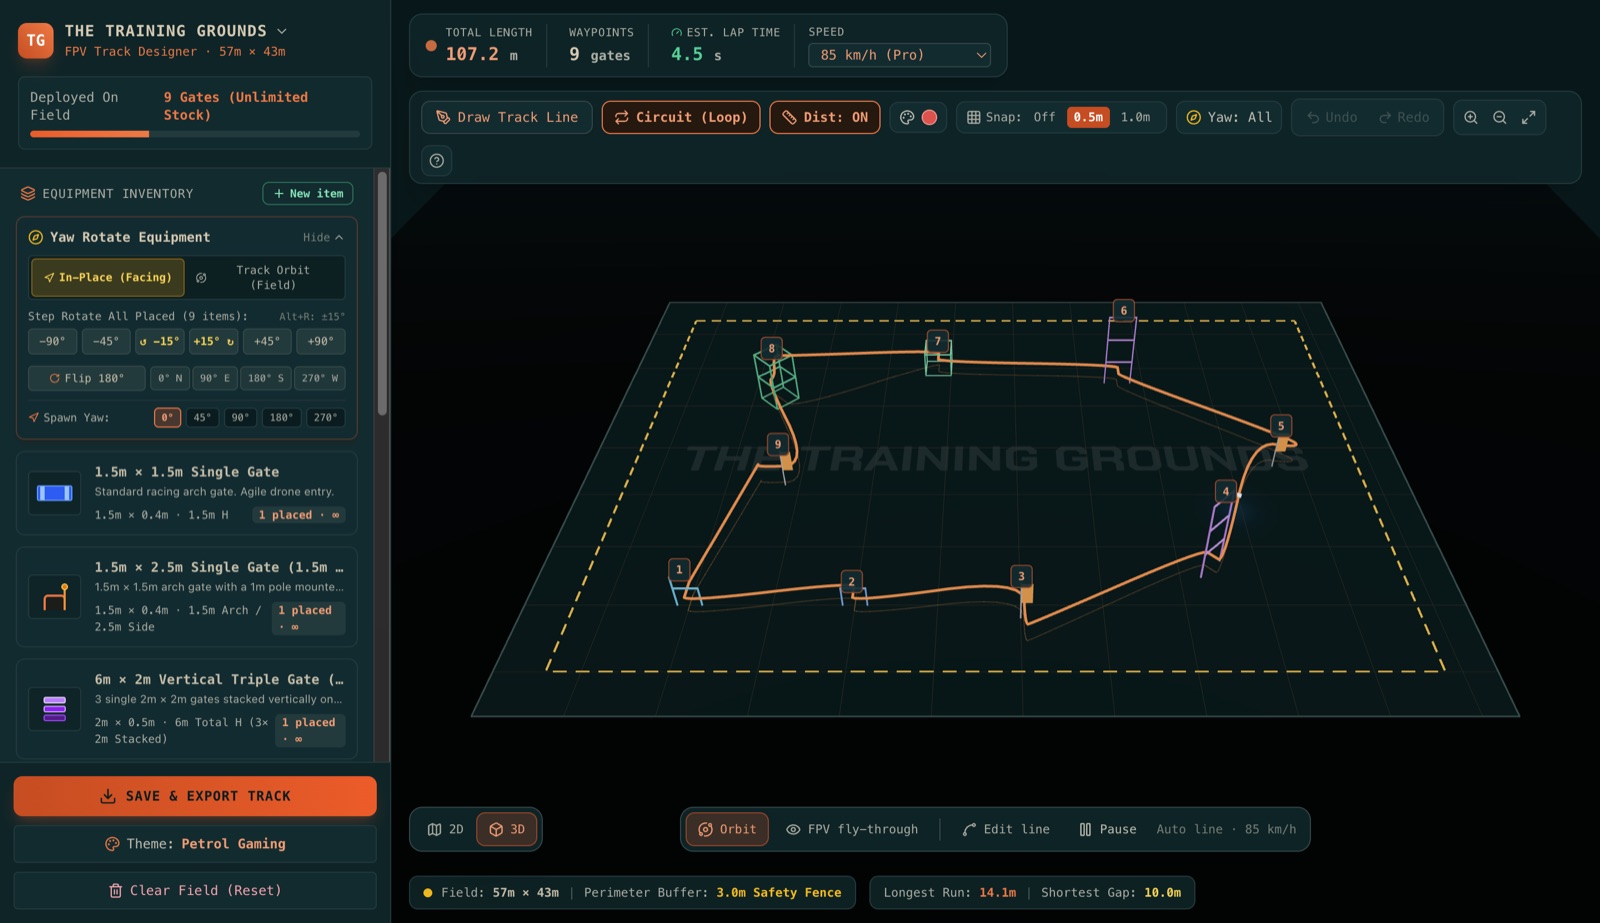 TG
THE TRAINING GROUNDS
FPV Track Designer · 57m × 43m
Deployed On Field
9 Gates (Unlimited Stock)
EQUIPMENT INVENTORY
+ New item
Yaw Rotate Equipment
Hide
In-Place (Facing)
Track Orbit (Field)
Step Rotate All Placed (9 items):
Alt+R: ±15°
-90°
-45°
↺ -15°
+15° ↻
+45°
+90°
Flip 180°
0° N
90° E
180° S
270° W
Spawn Yaw:
0°
45°
90°
180°
270°
1.5m × 1.5m Single Gate
Standard racing arch gate. Agile drone entry.
1.5m × 0.4m · 1.5m H
1 placed · ∞
1.5m × 2.5m Single Gate (1.5m …
1.5m × 1.5m arch gate with a 1m pole mounte…
1.5m × 0.4m · 1.5m Arch /
2.5m Side
1 placed
· ∞
6m × 2m Vertical Triple Gate (…
3 single 2m × 2m gates stacked vertically on…
2m × 0.5m · 6m Total H (3×
2m Stacked)
1 placed
· ∞
SAVE & EXPORT TRACK
Theme: Petrol Gaming
Clear Field (Reset)
TOTAL LENGTH
107.2 m
WAYPOINTS
9 gates
EST. LAP TIME
4.5 s
SPEED
85 km/h (Pro)
Draw Track Line
Circuit (Loop)
Dist: ON
Snap: Off 0.5m 1.0m
Yaw: All
Undo
Redo
?
6
7
8
5
9
THE TRAINING GROUNDS
4
1
2
3
2D
3D
Orbit
FPV fly-through
Edit line
Pause
Auto line · 85 km/h
Field: 57m × 43m | Perimeter Buffer: 3.0m Safety Fence
Longest Run: 14.1m | Shortest Gap: 10.0m